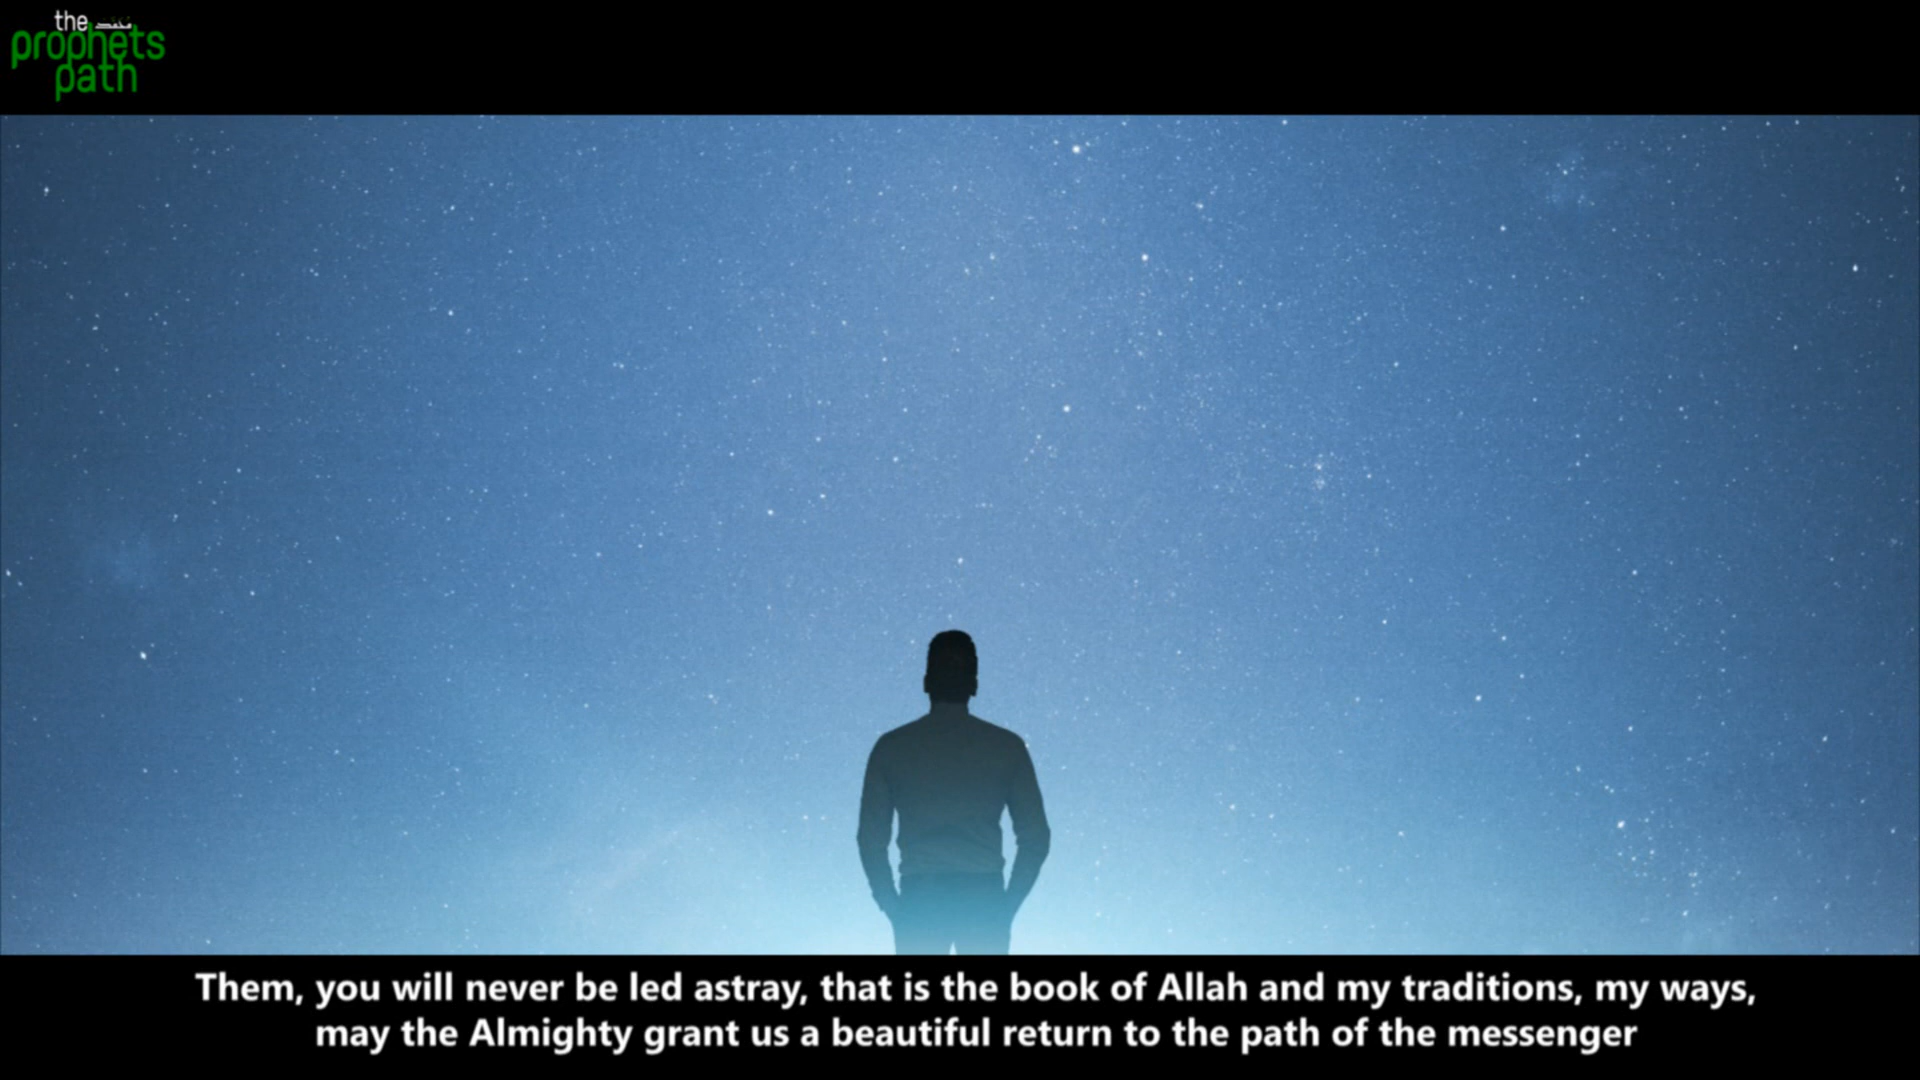 the محمد
prophets
path
Them, you will never be led astray, that is the book of Allah and my traditions, my ways,
may the Almighty grant us a beautiful return to the path of the messenger